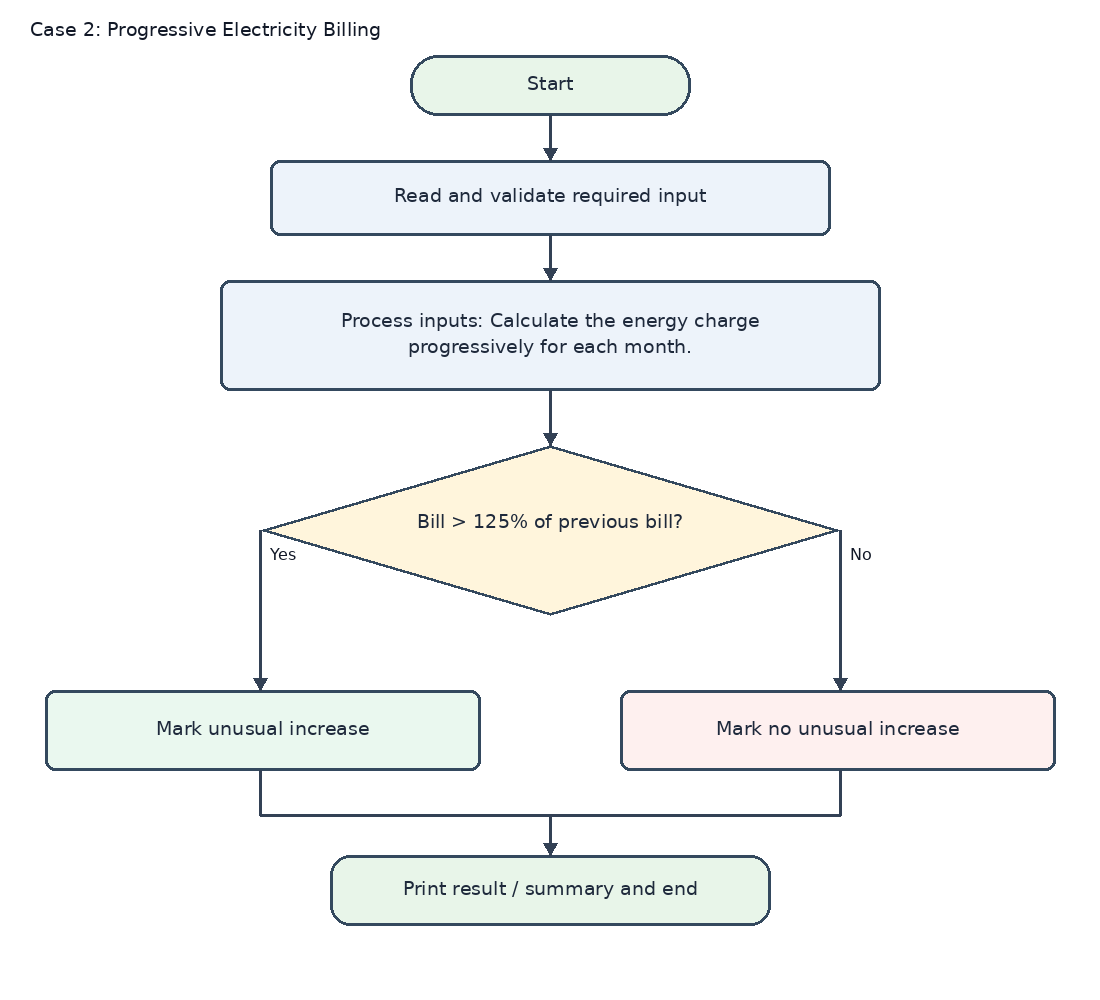 Case 2: Progressive Electricity Billing
Start
Read and validate required input
Process inputs: Calculate the energy charge
progressively for each month.
Bill > 125% of previous bill?
Yes
No
Mark unusual increase
Mark no unusual increase
Print result / summary and end